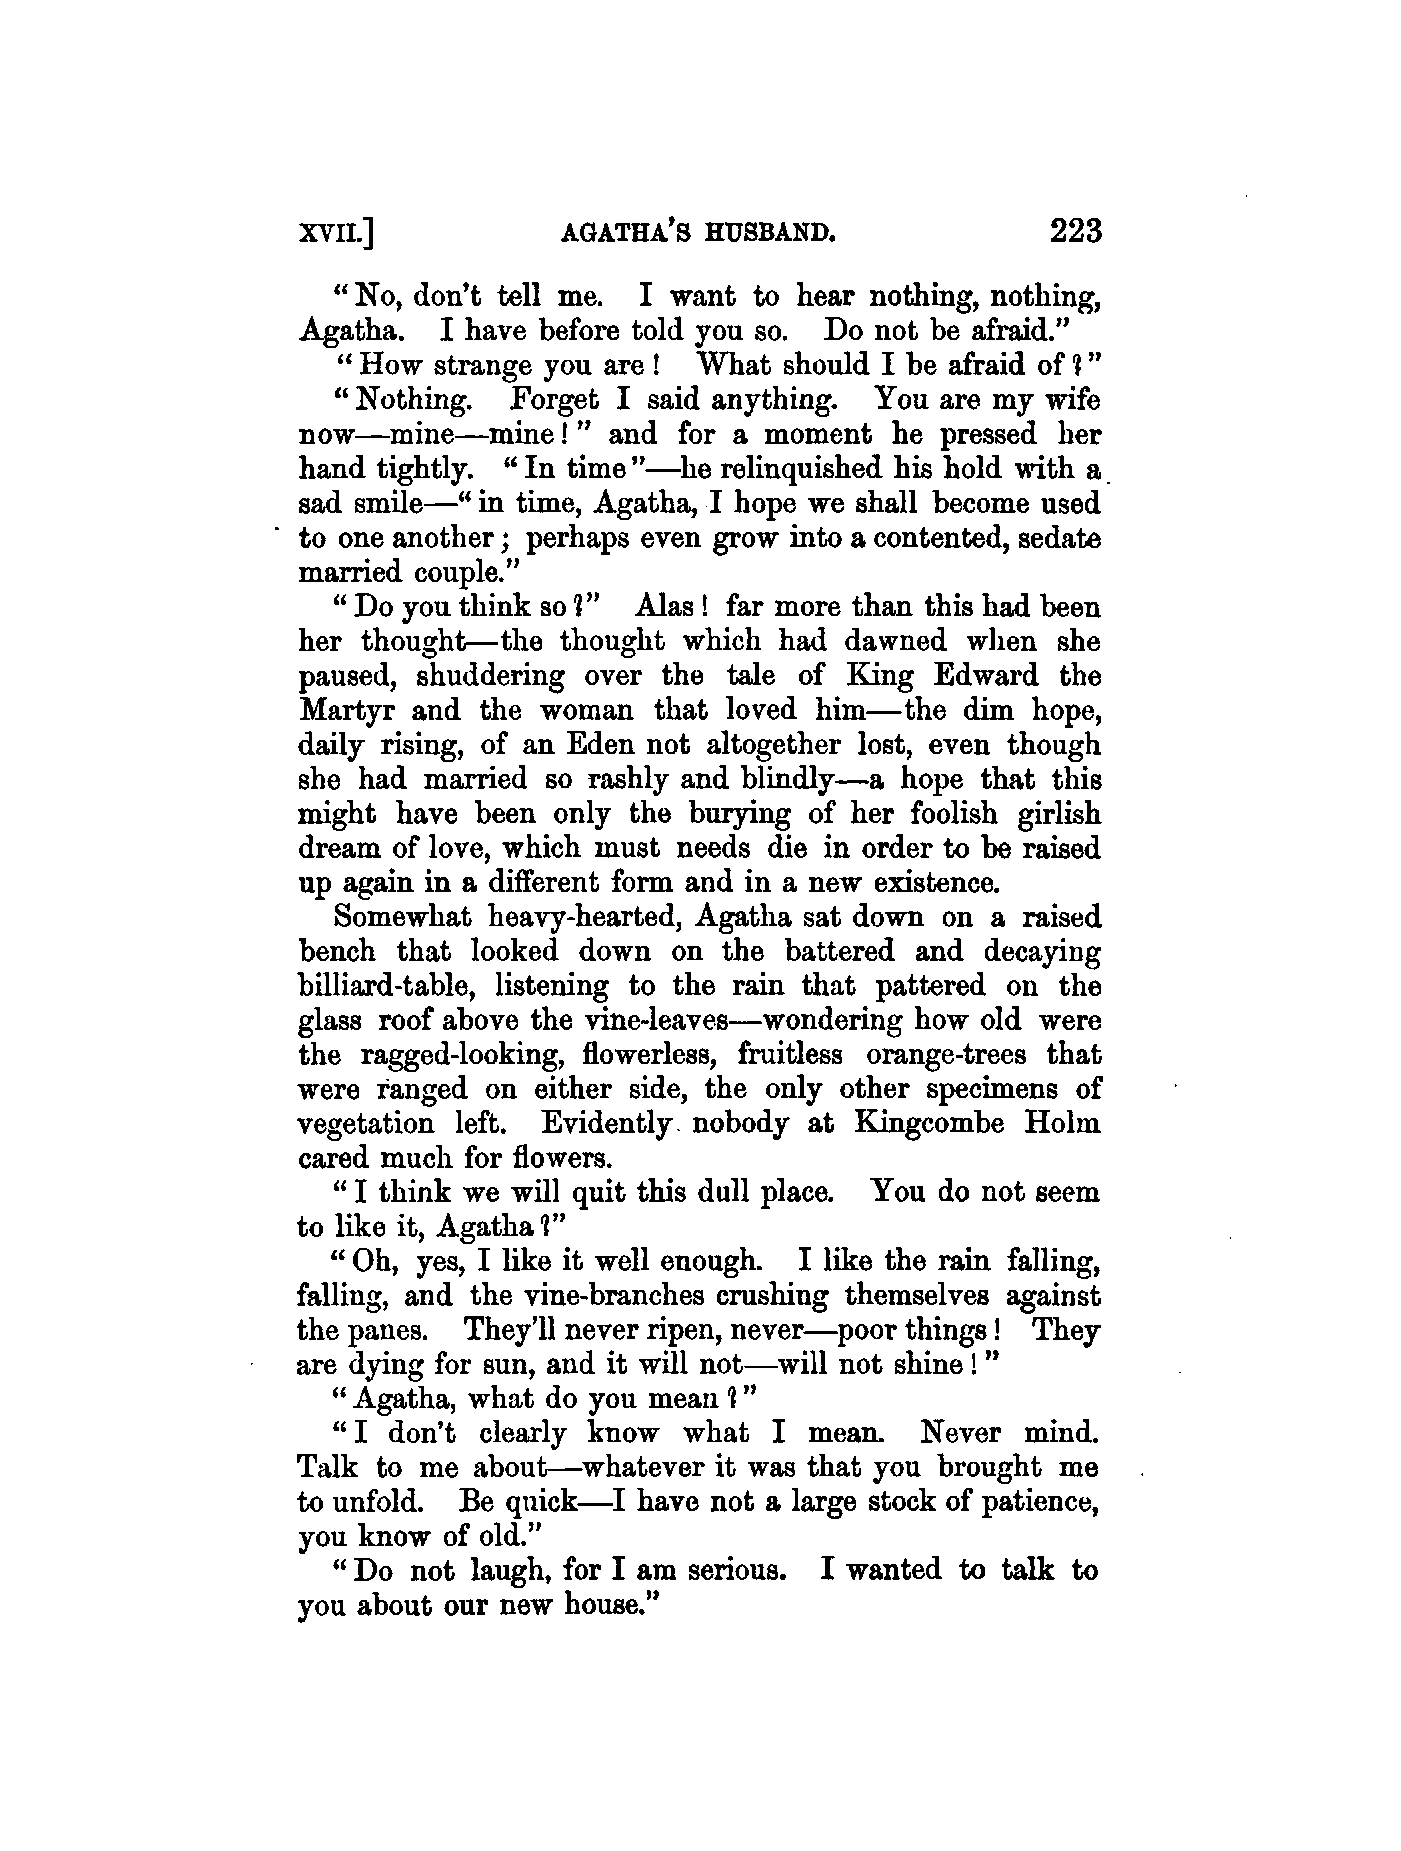 XVII.] AGATHA'S HUSBAND. 223
"No, don't tell me. I want to hear nothing, nothing,
Agatha. I have before told you so. Do not be afraid."
"How strange you are! What should I be afraid of?"
"Nothing. Forget I said anything. You are my wife
now—mine—mine!" and for a moment he pressed her
hand tightly. "In time"—he relinquished his hold with a
sad smile—"in time, Agatha, I hope we shall become used
to one another; perhaps even grow into a contented, sedate
married couple."
"Do you think so?" Alas! far more than this had been
her thought—the thought which had dawned when she
paused, shuddering over the tale of King Edward the
Martyr and the woman that loved him—the dim hope,
daily rising, of an Eden not altogether lost, even though
she had married so rashly and blindly—a hope that this
might have been only the burying of her foolish girlish
dream of love, which must needs die in order to be raised
up again in a different form and in a new existence.
Somewhat heavy-hearted, Agatha sat down on a raised
bench that looked down on the battered and decaying
billiard-table, listening to the rain that pattered on the
glass roof above the vine-leaves—wondering how old were
the ragged-looking, flowerless, fruitless orange-trees that
were ranged on either side, the only other specimens of
vegetation left. Evidently nobody at Kingcombe Holm
cared much for flowers.
"I think we will quit this dull place. You do not seem
to like it, Agatha?"
"Oh, yes, I like it well enough. I like the rain falling,
falling, and the vine-branches crushing themselves against
the panes. They'll never ripen, never—poor things! They
are dying for sun, and it will not—will not shine!"
"Agatha, what do you mean?"
"I don't clearly know what I mean. Never mind.
Talk to me about—whatever it was that you brought me
to unfold. Be quick—I have not a large stock of patience,
you know of old."
"Do not laugh, for I am serious. I wanted to talk to
you about our new house."